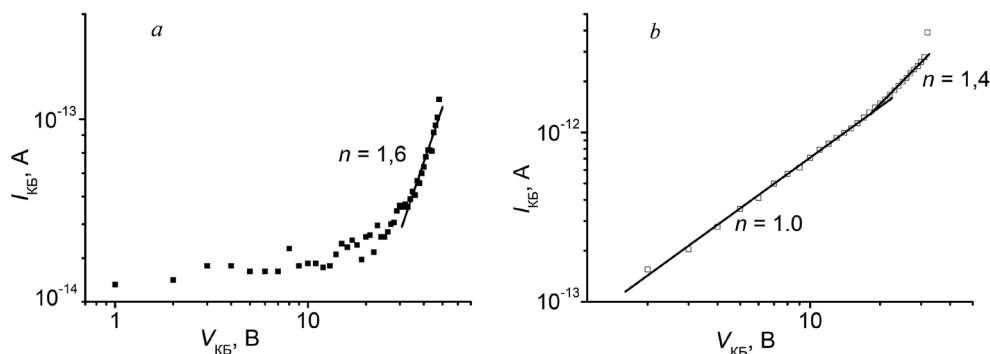 a
10⁻¹³
n = 1,6
I_КБ, А
10⁻¹⁴
1
10
V_КБ, В
b
n = 1,4
10⁻¹²
I_КБ, А
n = 1.0
10⁻¹³
10
V_КБ, В